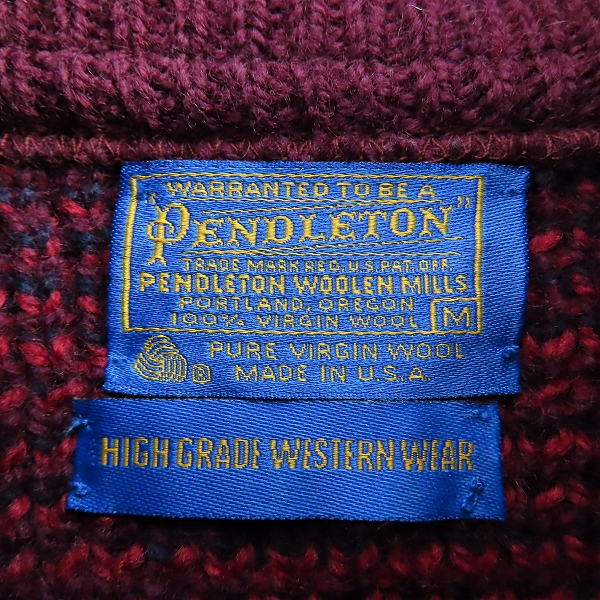 WARRANTED TO BE A
"PENDLETON"
TRADE MARK REG. U.S. PAT. OFF.
PENDLETON WOOLEN MILLS
PORTLAND, OREGON
100% VIRGIN WOOL M
PURE VIRGIN WOOL
R MADE IN U.S.A.
HIGH GRADE WESTERN WEAR